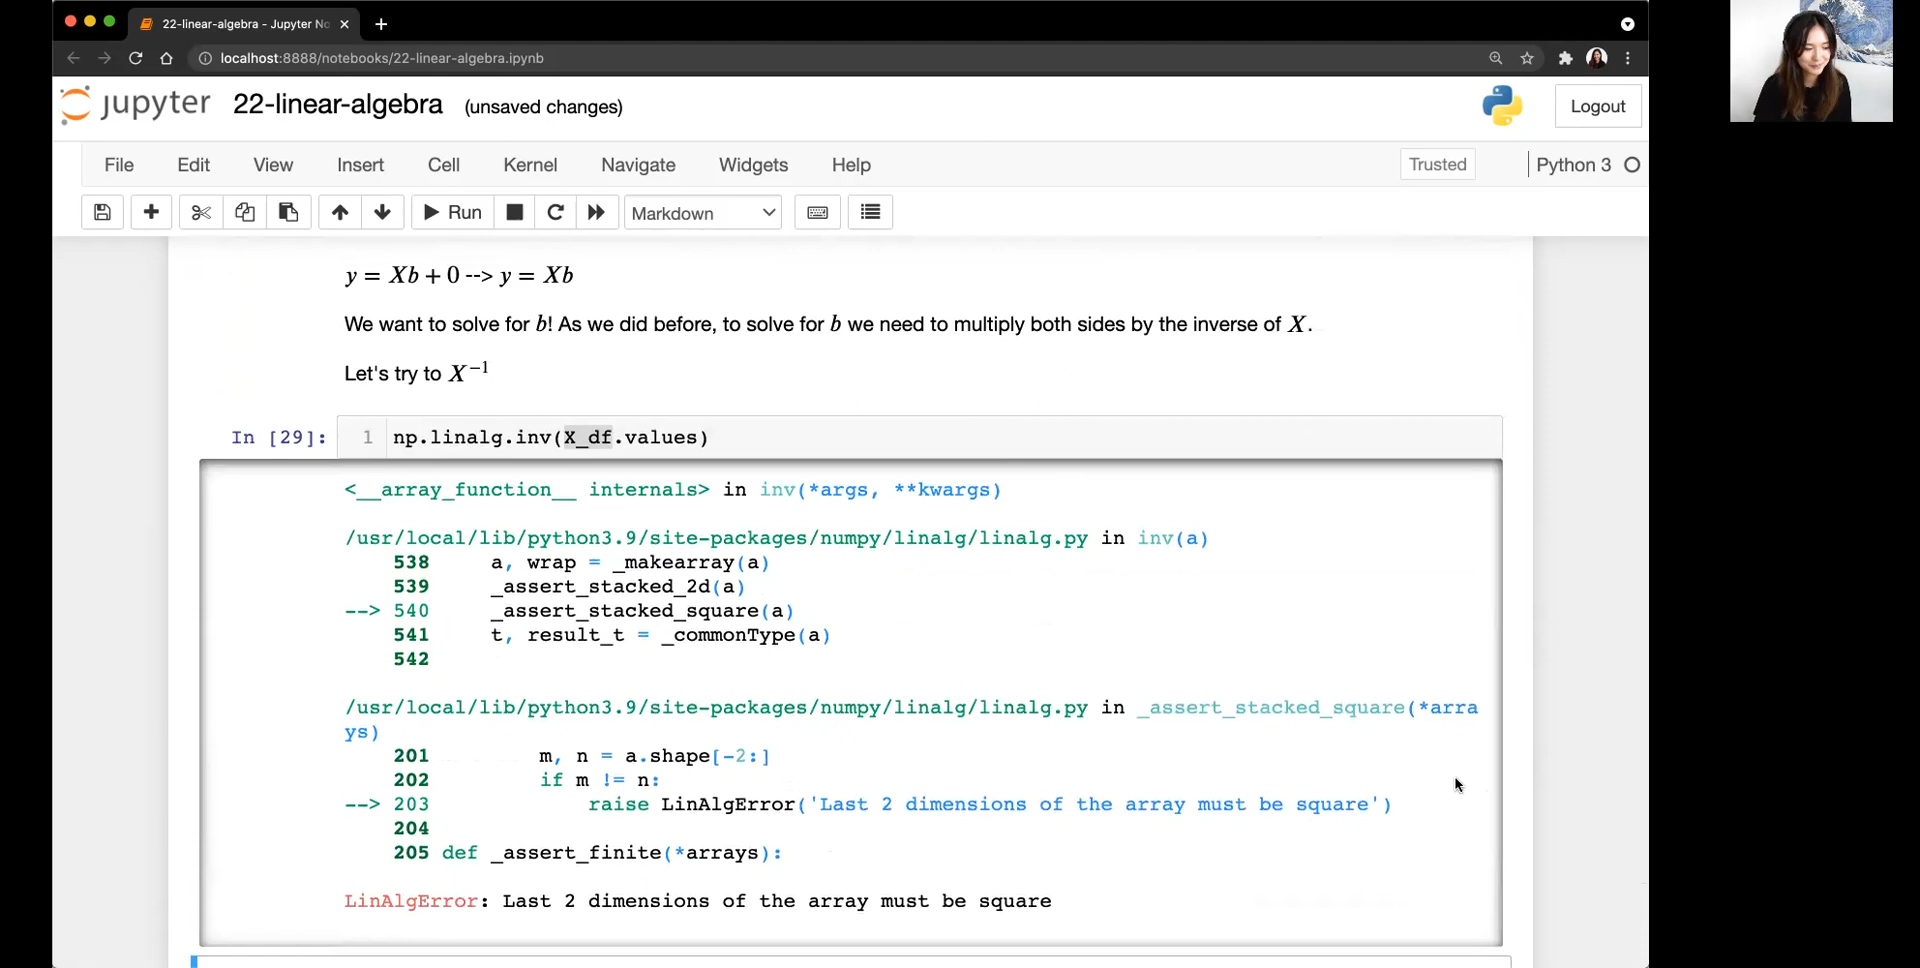 22-linear-algebra - Jupyter No
localhost:8888/notebooks/22-linear-algebra.ipynb
jupyter 22-linear-algebra (unsaved changes)
Logout
File Edit View Insert Cell Kernel Navigate Widgets Help Trusted Python 3
Run Markdown
y = Xb + 0 --> y = Xb
We want to solve for b! As we did before, to solve for b we need to multiply both sides by the inverse of X.
Let's try to X⁻¹
In [29]: 1 np.linalg.inv(X_df.values)
<__array_function__ internals> in inv(*args, **kwargs)
/usr/local/lib/python3.9/site-packages/numpy/linalg/linalg.py in inv(a)
538 a, wrap = _makearray(a)
539 _assert_stacked_2d(a)
--> 540 _assert_stacked_square(a)
541 t, result_t = _commonType(a)
542
/usr/local/lib/python3.9/site-packages/numpy/linalg/linalg.py in _assert_stacked_square(*arra
ys)
201 m, n = a.shape[-2:]
202 if m != n:
--> 203 raise LinAlgError('Last 2 dimensions of the array must be square')
204
205 def _assert_finite(*arrays):
LinAlgError: Last 2 dimensions of the array must be square